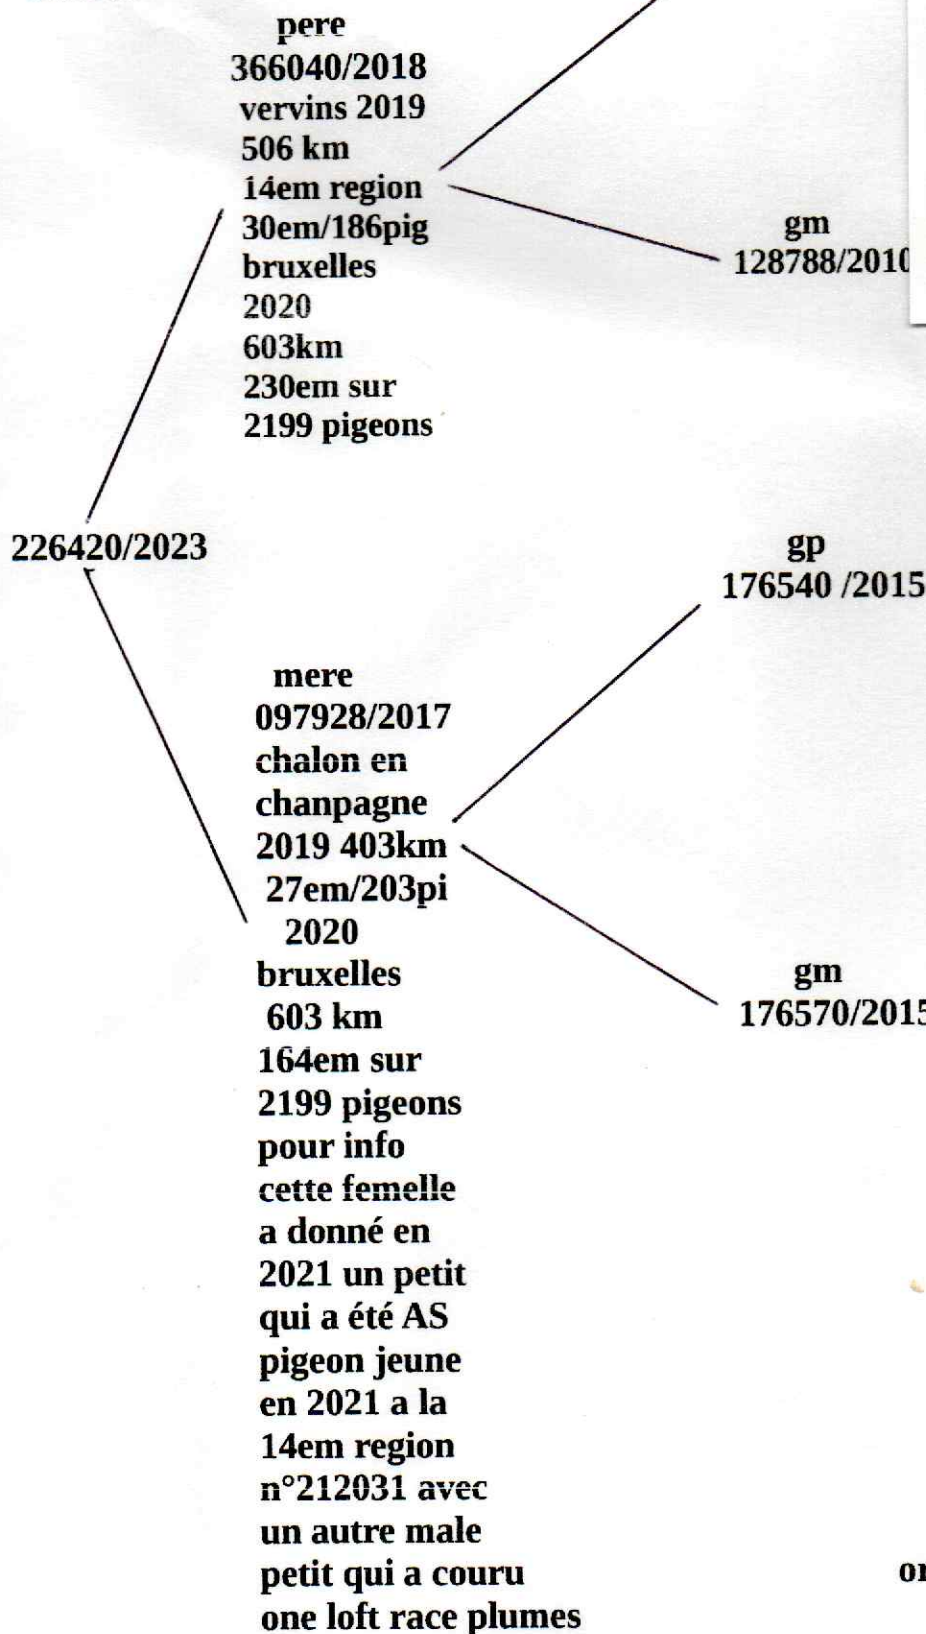 pere
366040/2018
vervins 2019
506 km
14em region
30em/186pig
bruxelles
2020
603km
230em sur
2199 pigeons
gm
128788/2010
226420/2023
gp
176540 /2015
mere
097928/2017
chalon en
chanpagne
2019 403km
27em/203pi
2020
bruxelles
603 km
164em sur
2199 pigeons
pour info
cette femelle
a donné en
2021 un petit
qui a été AS
pigeon jeune
en 2021 a la
14em region
n°212031 avec
un autre male
petit qui a couru
one loft race plumes
gm
176570/2015